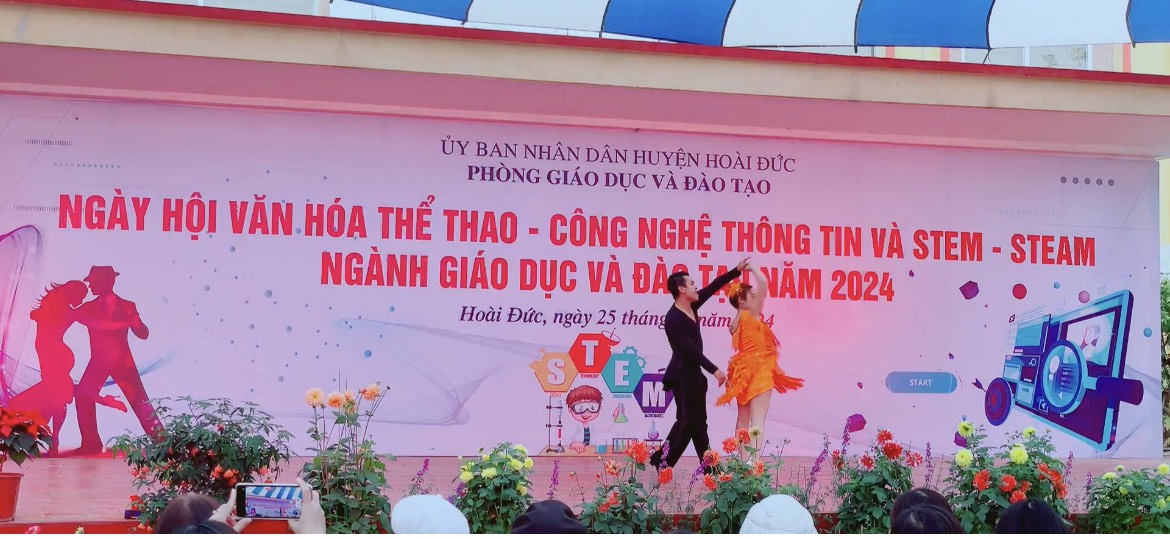 ỦY BAN NHÂN DÂN HUYỆN HOÀI ĐỨC
PHÒNG GIÁO DỤC VÀ ĐÀO TẠO
NGÀY HỘI VĂN HÓA THỂ THAO - CÔNG NGHỆ THÔNG TIN VÀ STEM - STEAM
NGÀNH GIÁO DỤC VÀ ĐÀO TẠO NĂM 2024
Hoài Đức, ngày 25 tháng năm
STEM
START